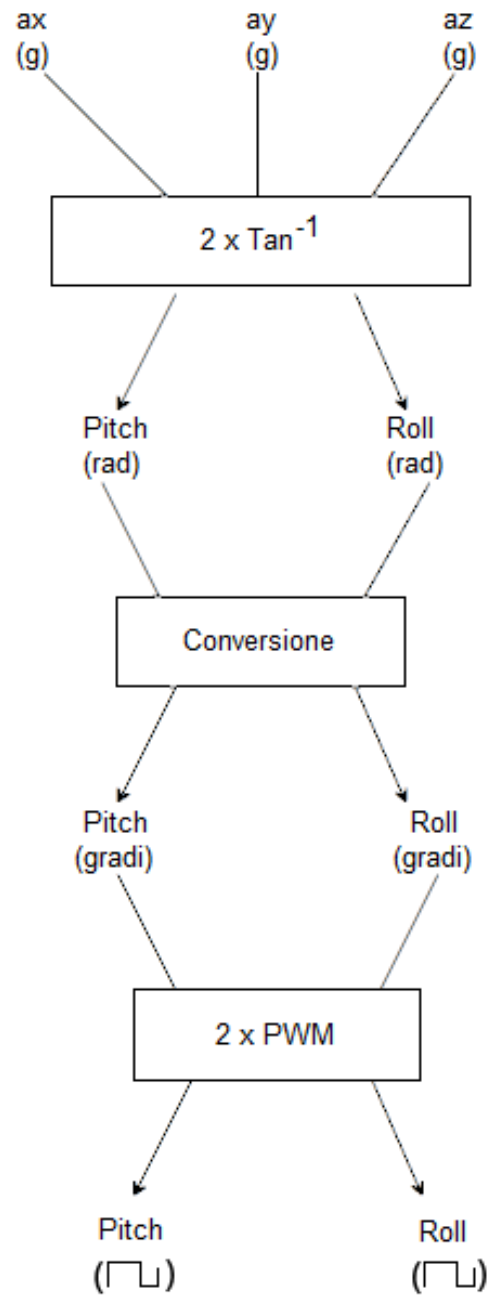 ax ay az
(g) (g) (g)
2 x Tan^-1
Pitch Roll
(rad) (rad)
Conversione
Pitch Roll
(gradi) (gradi)
2 x PWM
Pitch Roll